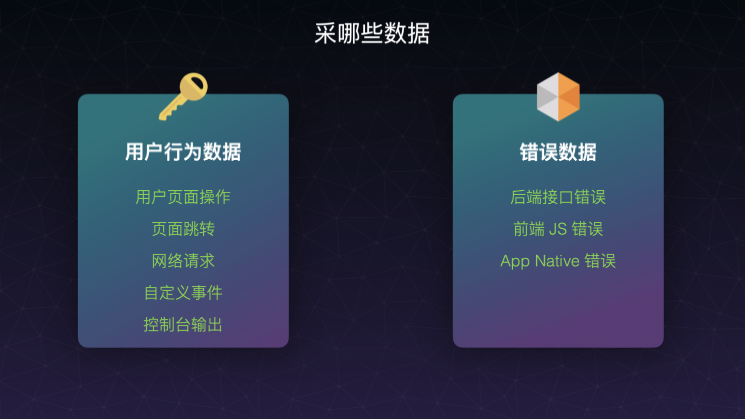 采哪些数据
用户行为数据
用户页面操作
页面跳转
网络请求
自定义事件
控制台输出
错误数据
后端接口错误
前端 JS 错误
App Native 错误